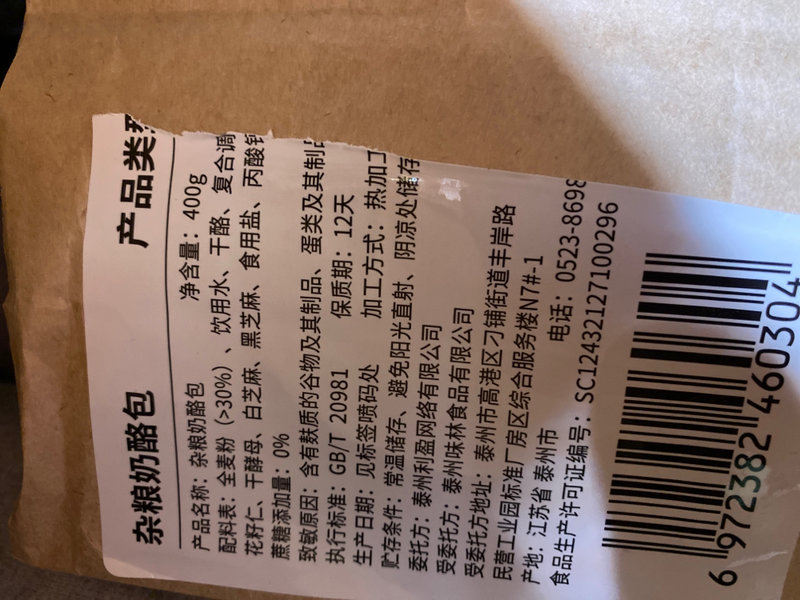 杂粮奶酪包 产品类
产品名称：杂粮奶酪包 净含量：400g
配料表：全麦粉（>30%）、饮用水、干酪、复合调
花籽仁、干酵母、白芝麻、黑芝麻、食用盐、丙酸
蔗糖添加量：0%
致敏原因：含有麸质的谷物及其制品、蛋类及其制
执行标准：GB/T 20981 保质期：12天
生产日期：见标签喷码处 加工方式：热加工
贮存条件：常温储存、避免阳光直射、阴凉处储存
委托方：泰州利盈网络有限公司
受委托方：泰州味林食品有限公司
受委托方地址：泰州市高港区刁铺街道丰岸路
民营工业园标准厂房区综合服务楼N7#-1
产地：江苏省泰州市 电话：0523-8698
食品生产许可证编号：SC12432127100296
6 972382 460304